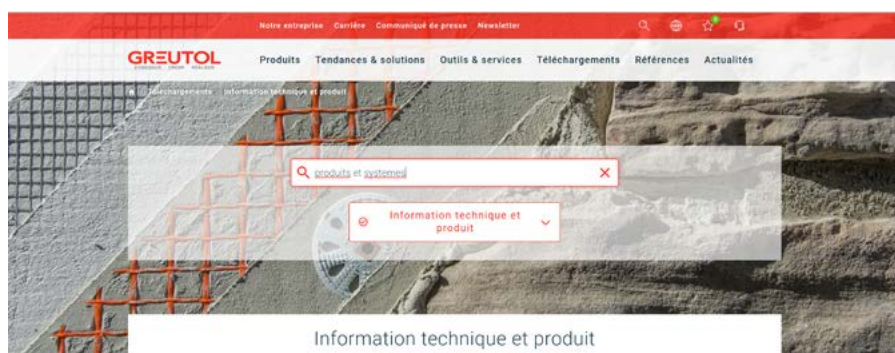 Notre entreprise Carrière Communiqué de presse Newsletter
GREUTOL
Produits Tendances & solutions Outils & services Téléchargements Références Actualités
Téléchargements Information technique et produit
produits et systemes
Information technique et
produit
Information technique et produit